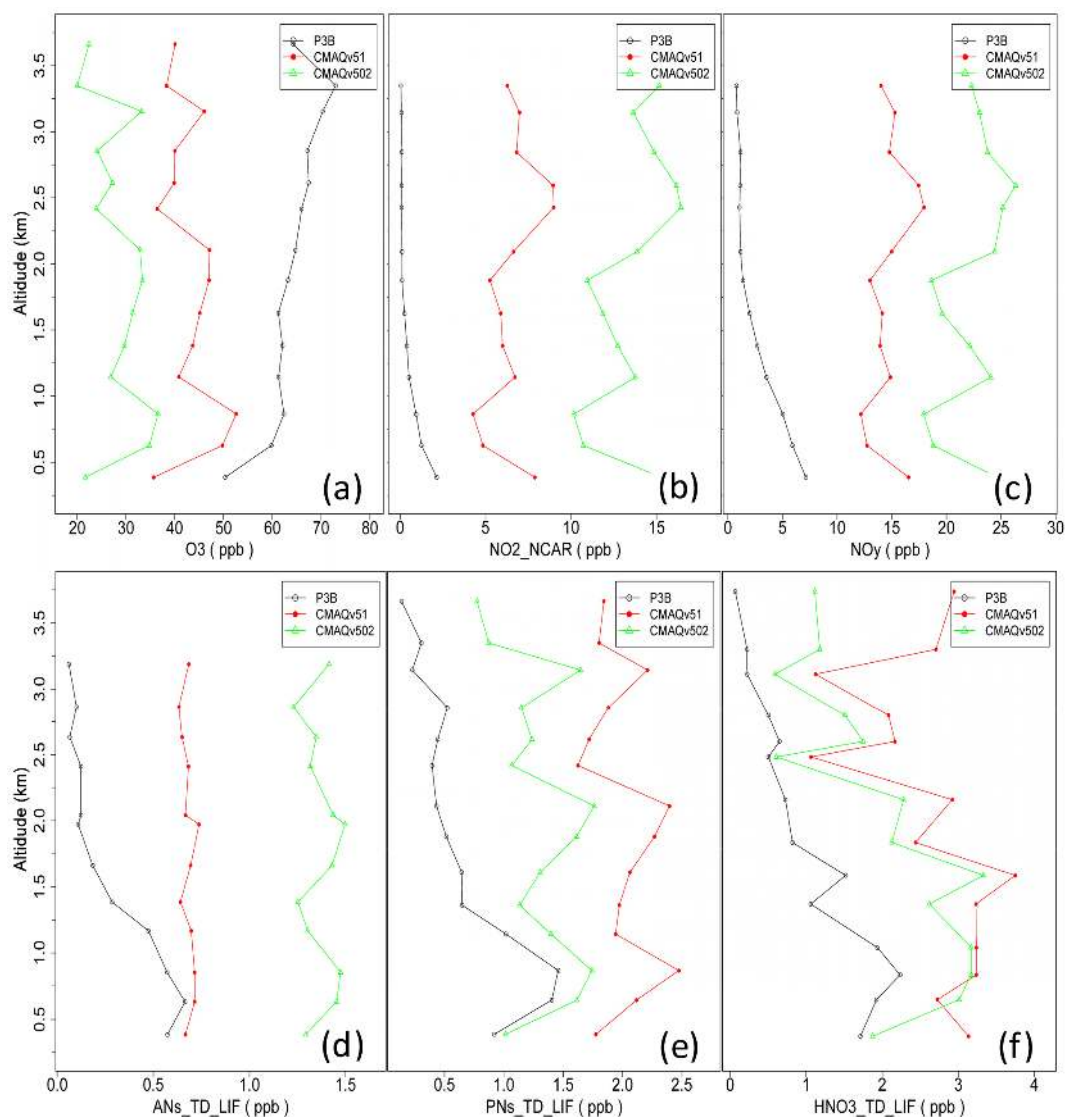 P3B
CMAQv51
CMAQv502
P3B
CMAQv51
CMAQv502
P3B
CMAQv51
CMAQv502
Altidude (km)
0.5 1.0 1.5 2.0 2.5 3.0 3.5
(a) (b) (c)
20 30 40 50 60 70 80
0 5 10 15
0 5 10 15 20 25 30
O3 ( ppb ) NO2_NCAR ( ppb ) NOy ( ppb )
P3B
CMAQv51
CMAQv502
P3B
CMAQv51
CMAQv502
P3B
CMAQv51
CMAQv502
Altidude (km)
0.5 1.0 1.5 2.0 2.5 3.0 3.5
(d) (e) (f)
0.0 0.5 1.0 1.5
0.0 0.5 1.0 1.5 2.0 2.5
0 1 2 3 4
ANs_TD_LIF ( ppb ) PNs_TD_LIF ( ppb ) HNO3_TD_LIF ( ppb )